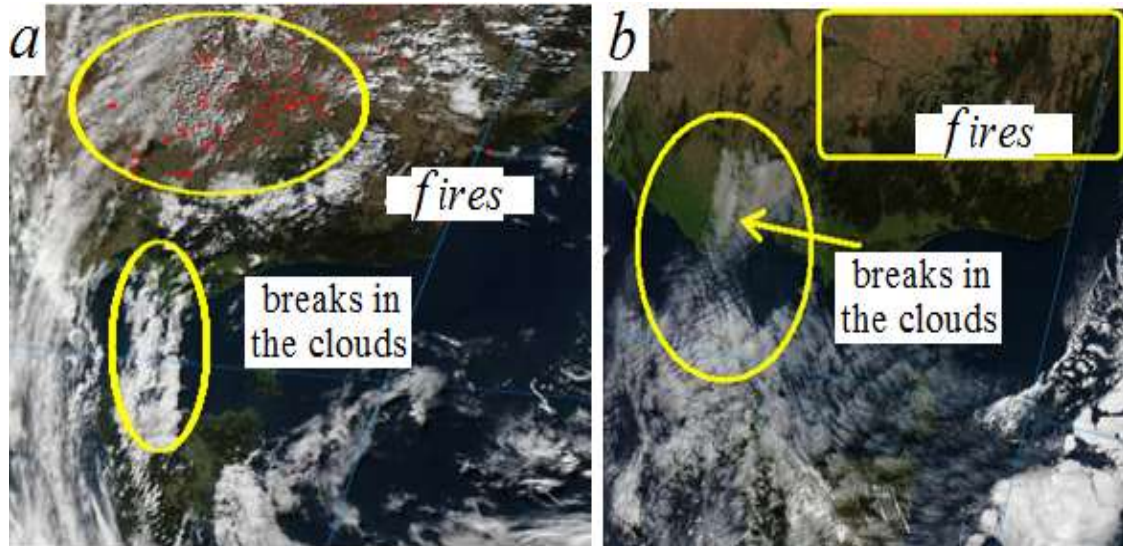 a
fires
breaks in
the clouds
b
fires
breaks in
the clouds